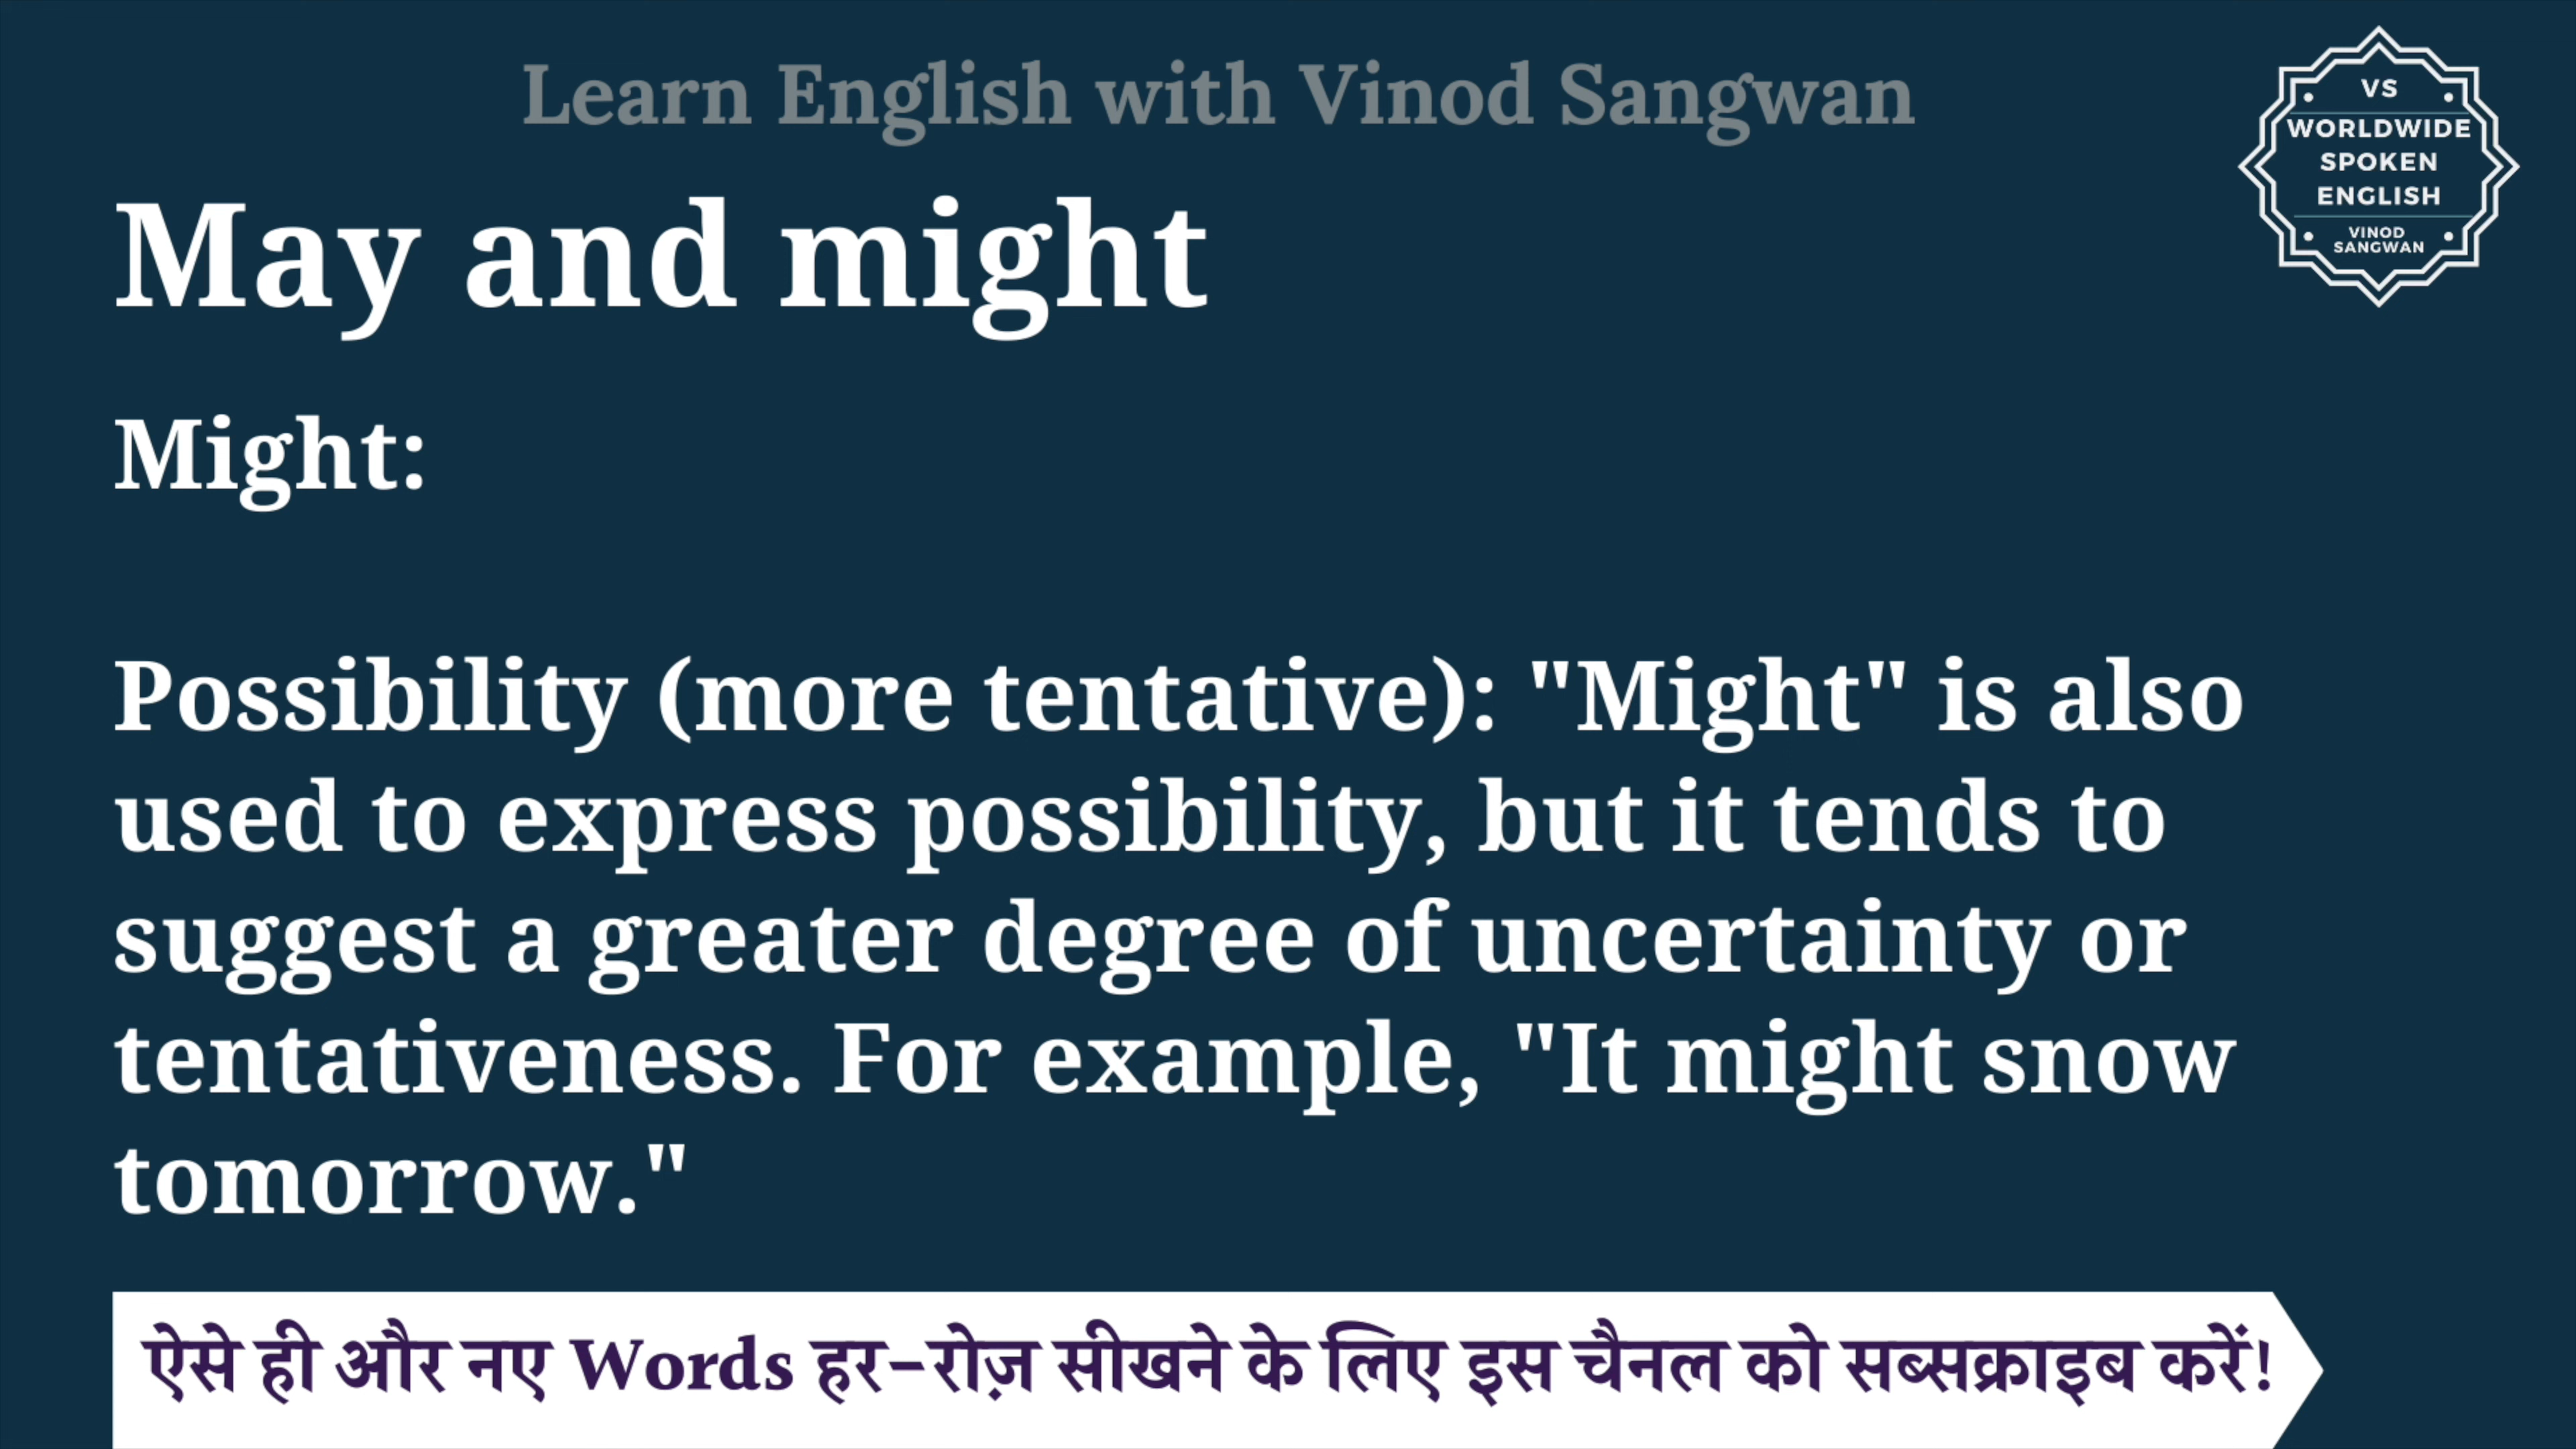 Learn English with Vinod Sangwan
VS
WORLDWIDE
SPOKEN
ENGLISH
VINOD
SANGWAN
May and might
Might:
Possibility (more tentative): "Might" is also
used to express possibility, but it tends to
suggest a greater degree of uncertainty or
tentativeness. For example, "It might snow
tomorrow."
ऐसे ही और नए Words हर-रोज़ सीखने के लिए इस चैनल को सब्सक्राइब करें!